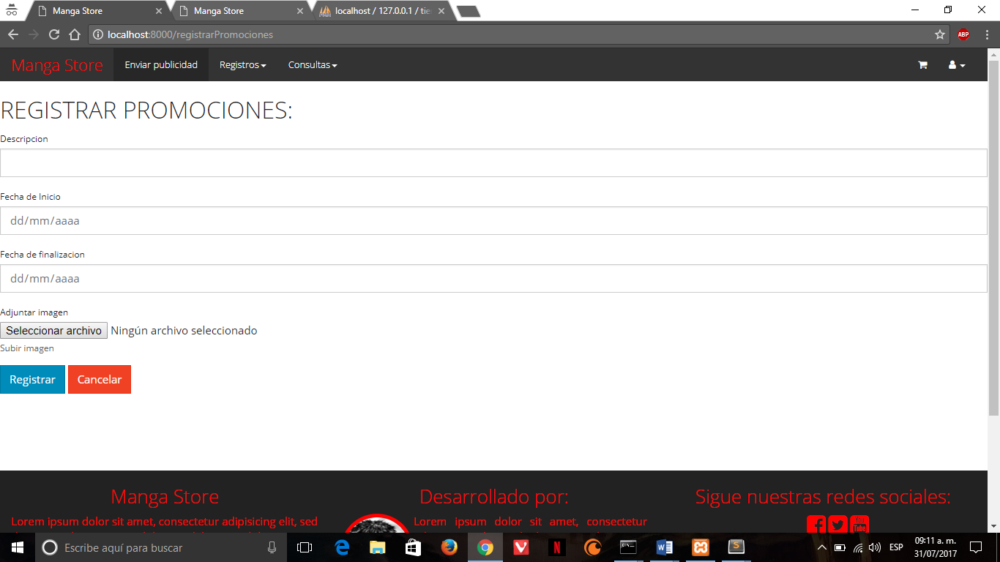 Manga Store
Manga Store
localhost / 127.0.0.1 / tie
localhost:8000/registrarPromociones
ABP
Manga Store
Enviar publicidad
Registros
Consultas
REGISTRAR PROMOCIONES:
Descripcion
Fecha de Inicio
dd/mm/aaaa
Fecha de finalizacion
dd/mm/aaaa
Adjuntar imagen
Seleccionar archivo Ningún archivo seleccionado
Subir imagen
Registrar
Cancelar
Manga Store
Desarrollado por:
Sigue nuestras redes sociales:
Lorem ipsum dolor sit amet, consectetur adipisicing elit, sed
Lorem ipsum dolor sit amet, consectetur
You
Escribe aquí para buscar
ESP
09:11 a. m.
31/07/2017